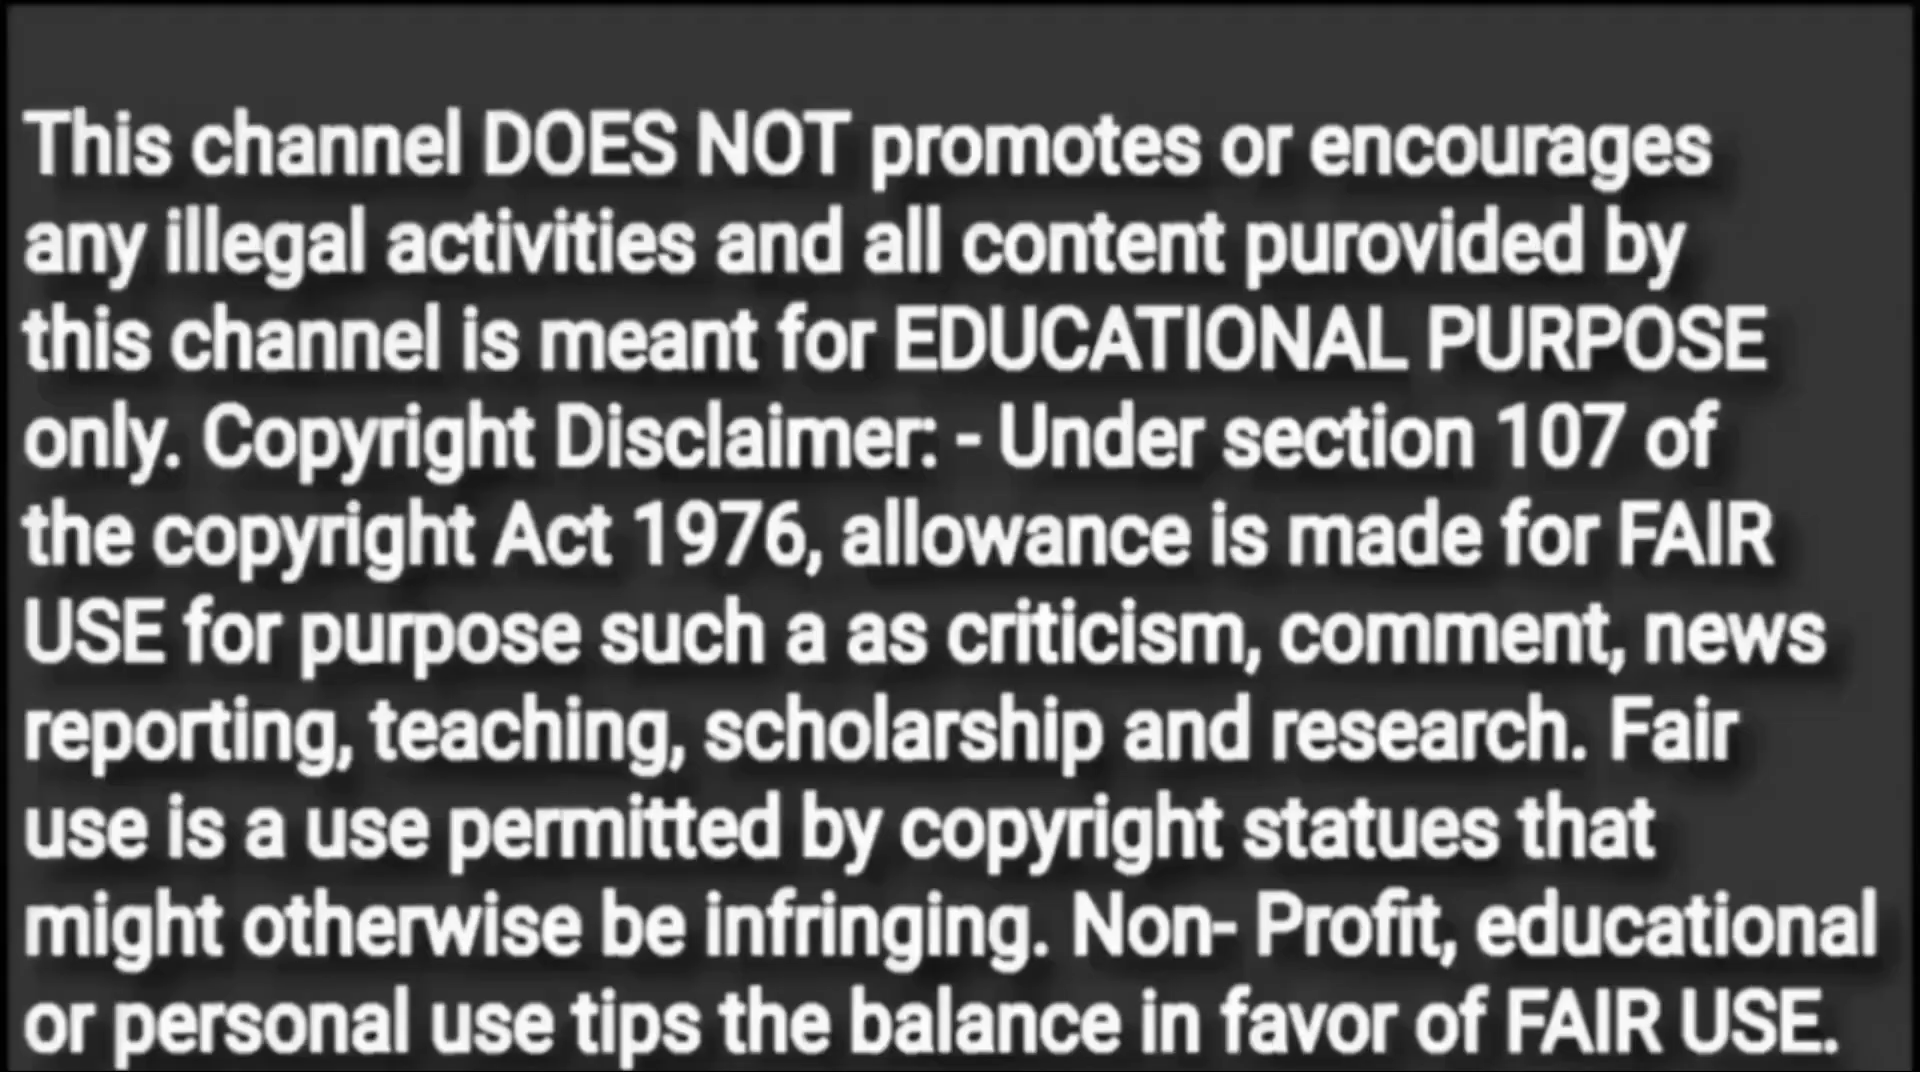 This channel DOES NOT promotes or encourages
any illegal activities and all content purovided by
this channel is meant for EDUCATIONAL PURPOSE
only. Copyright Disclaimer: - Under section 107 of
the copyright Act 1976, allowance is made for FAIR
USE for purpose such a as criticism, comment, news
reporting, teaching, scholarship and research. Fair
use is a use permitted by copyright statues that
might otherwise be infringing. Non- Profit, educational
or personal use tips the balance in favor of FAIR USE.